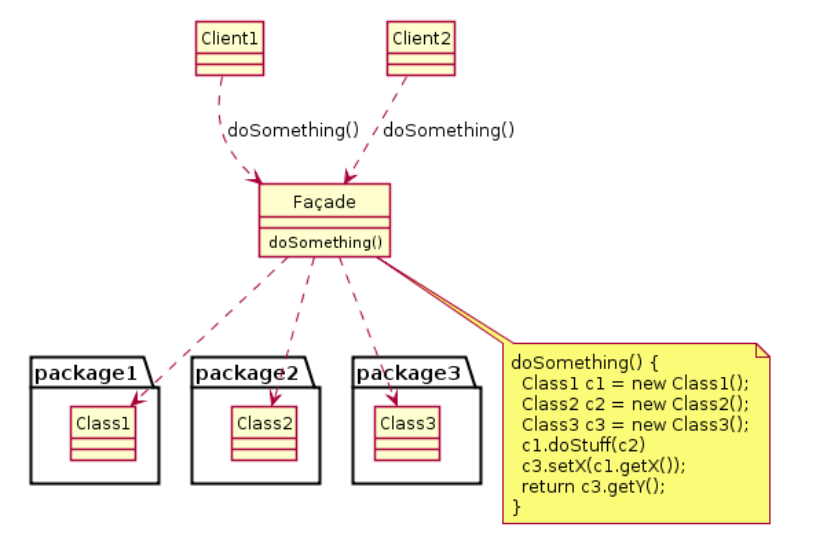 Client1
Client2
doSomething()
doSomething()
Façade
doSomething()
package1
package2
package3
Class1
Class2
Class3
doSomething() {
  Class1 c1 = new Class1();
  Class2 c2 = new Class2();
  Class3 c3 = new Class3();
  c1.doStuff(c2)
  c3.setX(c1.getX());
  return c3.getY();
}